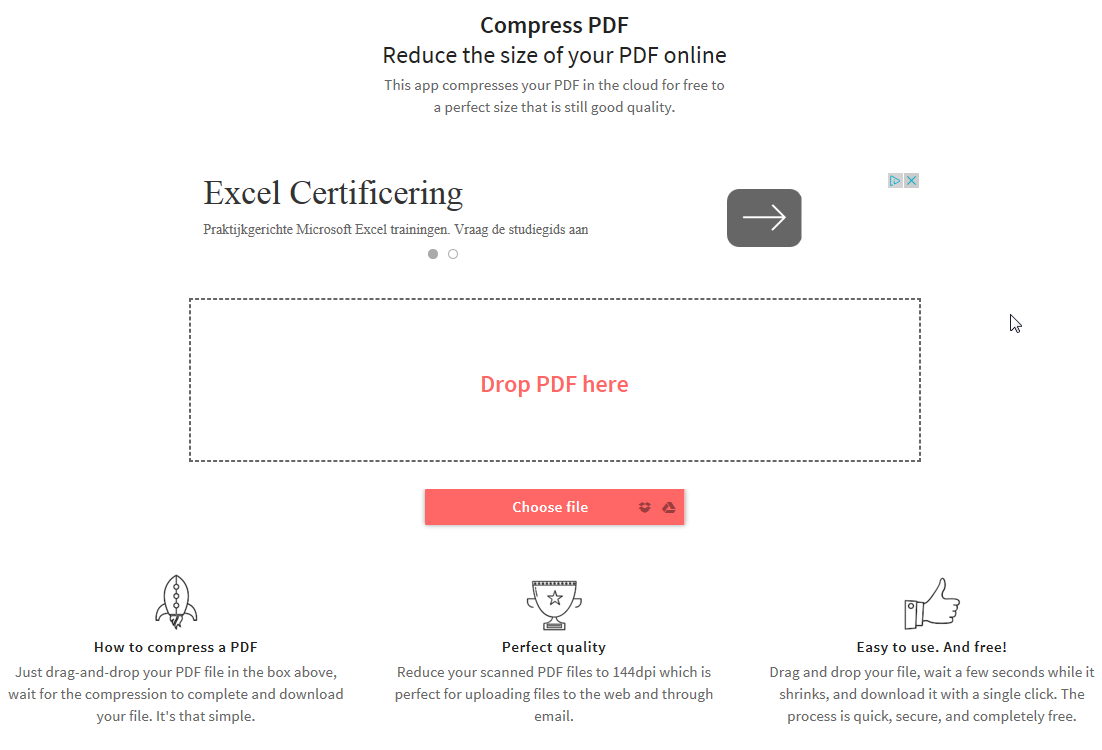 Compress PDF
Reduce the size of your PDF online
This app compresses your PDF in the cloud for free to
a perfect size that is still good quality.
Excel Certificering
Praktijkgerichte Microsoft Excel trainingen. Vraag de studiegids aan
Drop PDF here
Choose file
How to compress a PDF
Just drag-and-drop your PDF file in the box above,
wait for the compression to complete and download
your file. It's that simple.
Perfect quality
Reduce your scanned PDF files to 144dpi which is
perfect for uploading files to the web and through
email.
Easy to use. And free!
Drag and drop your file, wait a few seconds while it
shrinks, and download it with a single click. The
process is quick, secure, and completely free.